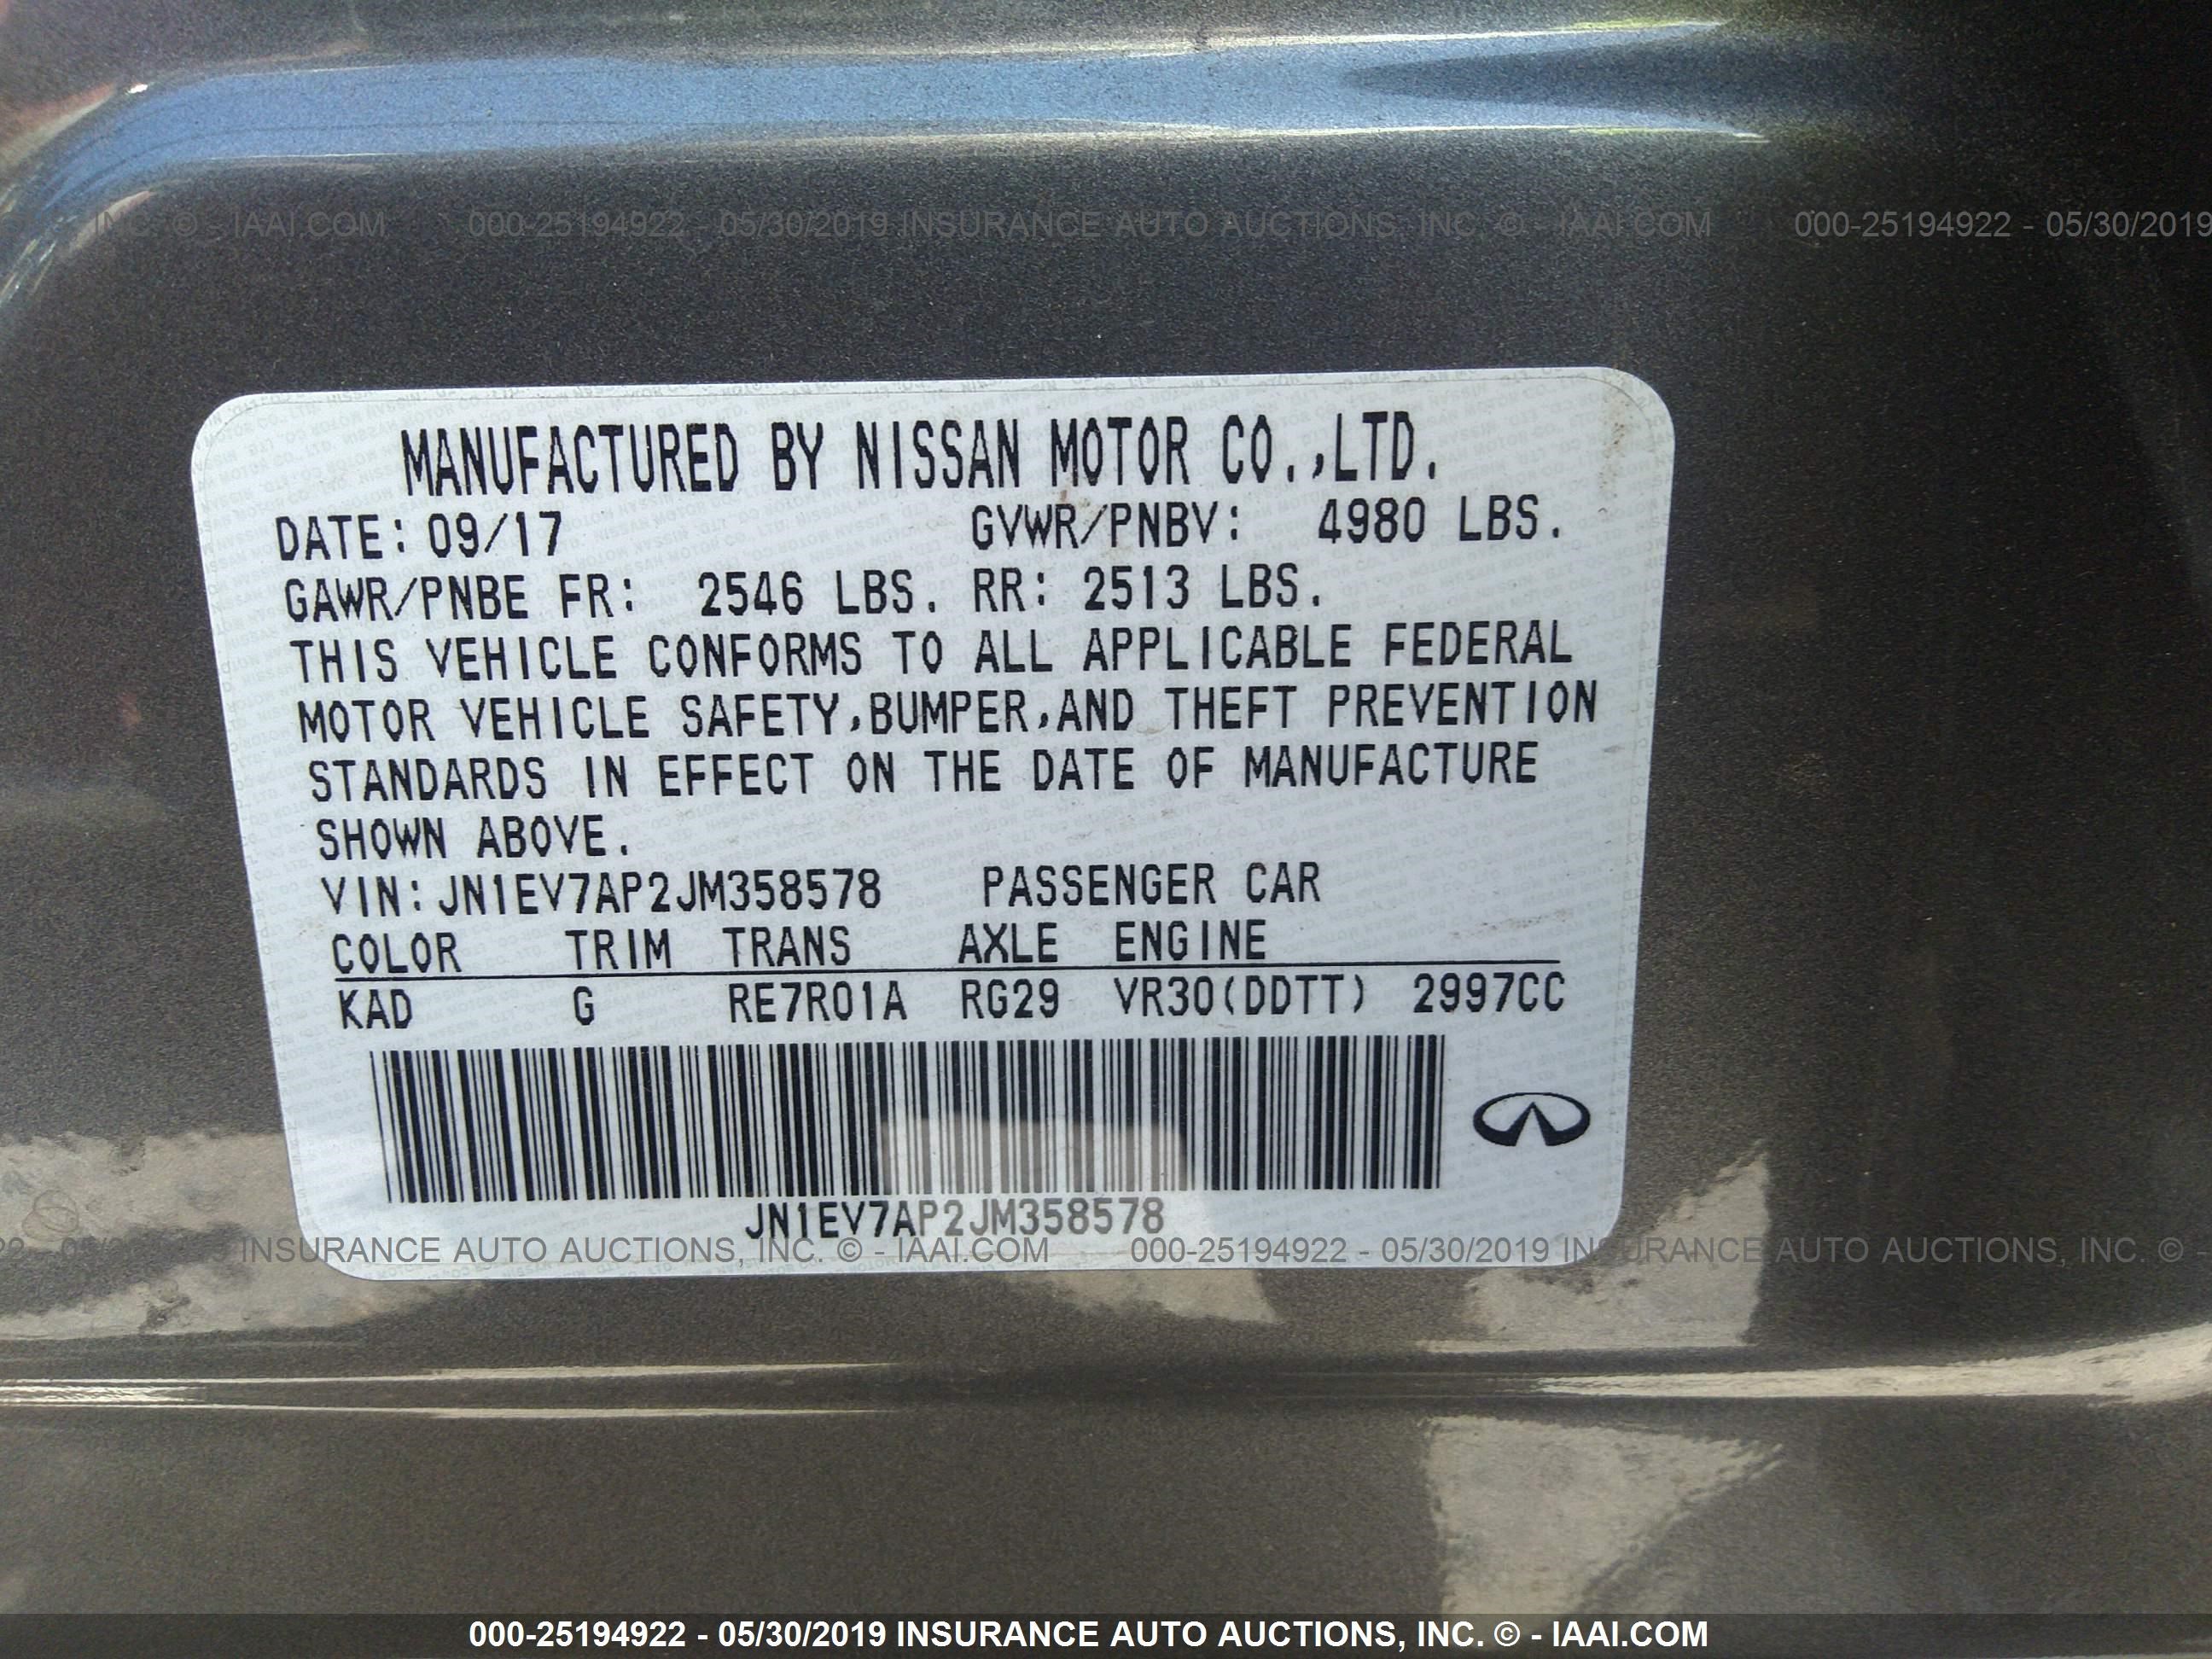 INC. © - IAAI.COM 000-25194922 - 05/30/2019 INSURANCE AUTO AUCTIONS, INC. © - IAAI.COM 000-25194922 - 05/30/2019
MANUFACTURED BY NISSAN MOTOR CO.,LTD.
DATE: 09/17 GVWR/PNBV: 4980 LBS.
GAWR/PNBE FR: 2546 LBS. RR: 2513 LBS.
THIS VEHICLE CONFORMS TO ALL APPLICABLE FEDERAL
MOTOR VEHICLE SAFETY,BUMPER,AND THEFT PREVENTION
STANDARDS IN EFFECT ON THE DATE OF MANUFACTURE
SHOWN ABOVE.
VIN: JN1EV7AP2JM358578 PASSENGER CAR
COLOR TRIM TRANS AXLE ENGINE
KAD G RE7R01A RG29 VR30(DDTT) 2997CC
JN1EV7AP2JM358578
INSURANCE AUTO AUCTIONS, INC. © - IAAI.COM 000-25194922 - 05/30/2019 INSURANCE AUTO AUCTIONS, INC. ©
000-25194922 - 05/30/2019 INSURANCE AUTO AUCTIONS, INC. © - IAAI.COM